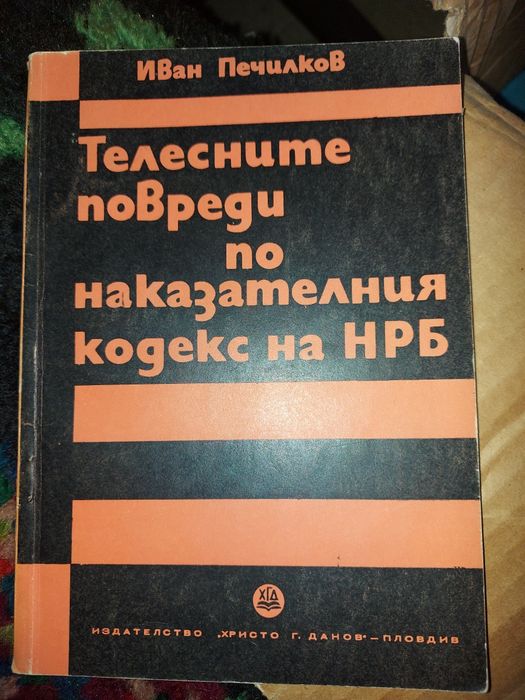 Иван Печилков
Телесните
повреди
по
наказателния
кодекс на НРБ
ХГД
ИЗДАТЕЛСТВО „ХРИСТО Г. ДАНОВ" – ПЛОВДИВ